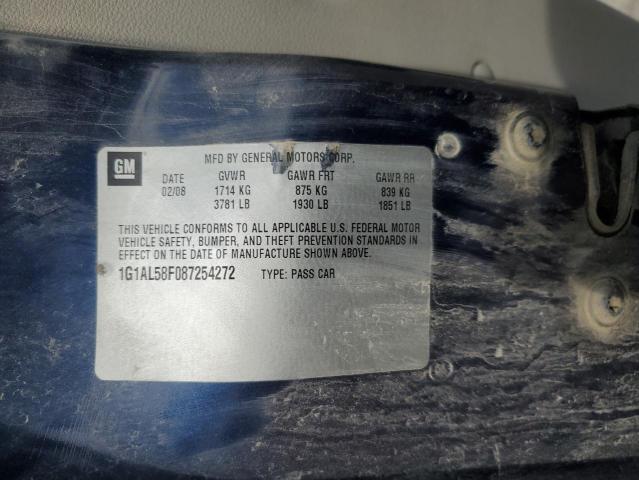 GM
MFD BY GENERAL MOTORS CORP.
DATE GVWR GAWR FRT GAWR RR
02/08 1714 KG 875 KG 839 KG
3781 LB 1930 LB 1851 LB
THIS VEHICLE CONFORMS TO ALL APPLICABLE U.S. FEDERAL MOTOR
VEHICLE SAFETY, BUMPER, AND THEFT PREVENTION STANDARDS IN
EFFECT ON THE DATE OF MANUFACTURE SHOWN ABOVE.
1G1AL58F087254272 TYPE: PASS CAR